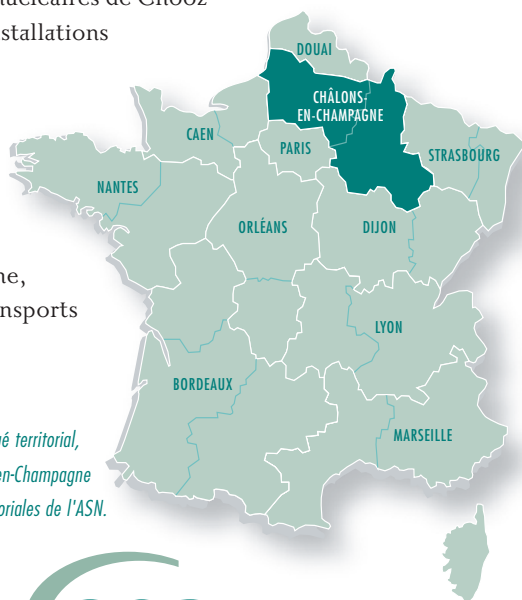 nucléaires de Chooz
nstallations
DOUAI
CHÂLONS-
EN-CHAMPAGNE
CAEN
PARIS
STRASBOURG
NANTES
ORLÉANS
DIJON
ne,
nsports
LYON
BORDEAUX
MARSEILLE
é territorial,
en-Champagne
oriales de l'ASN.